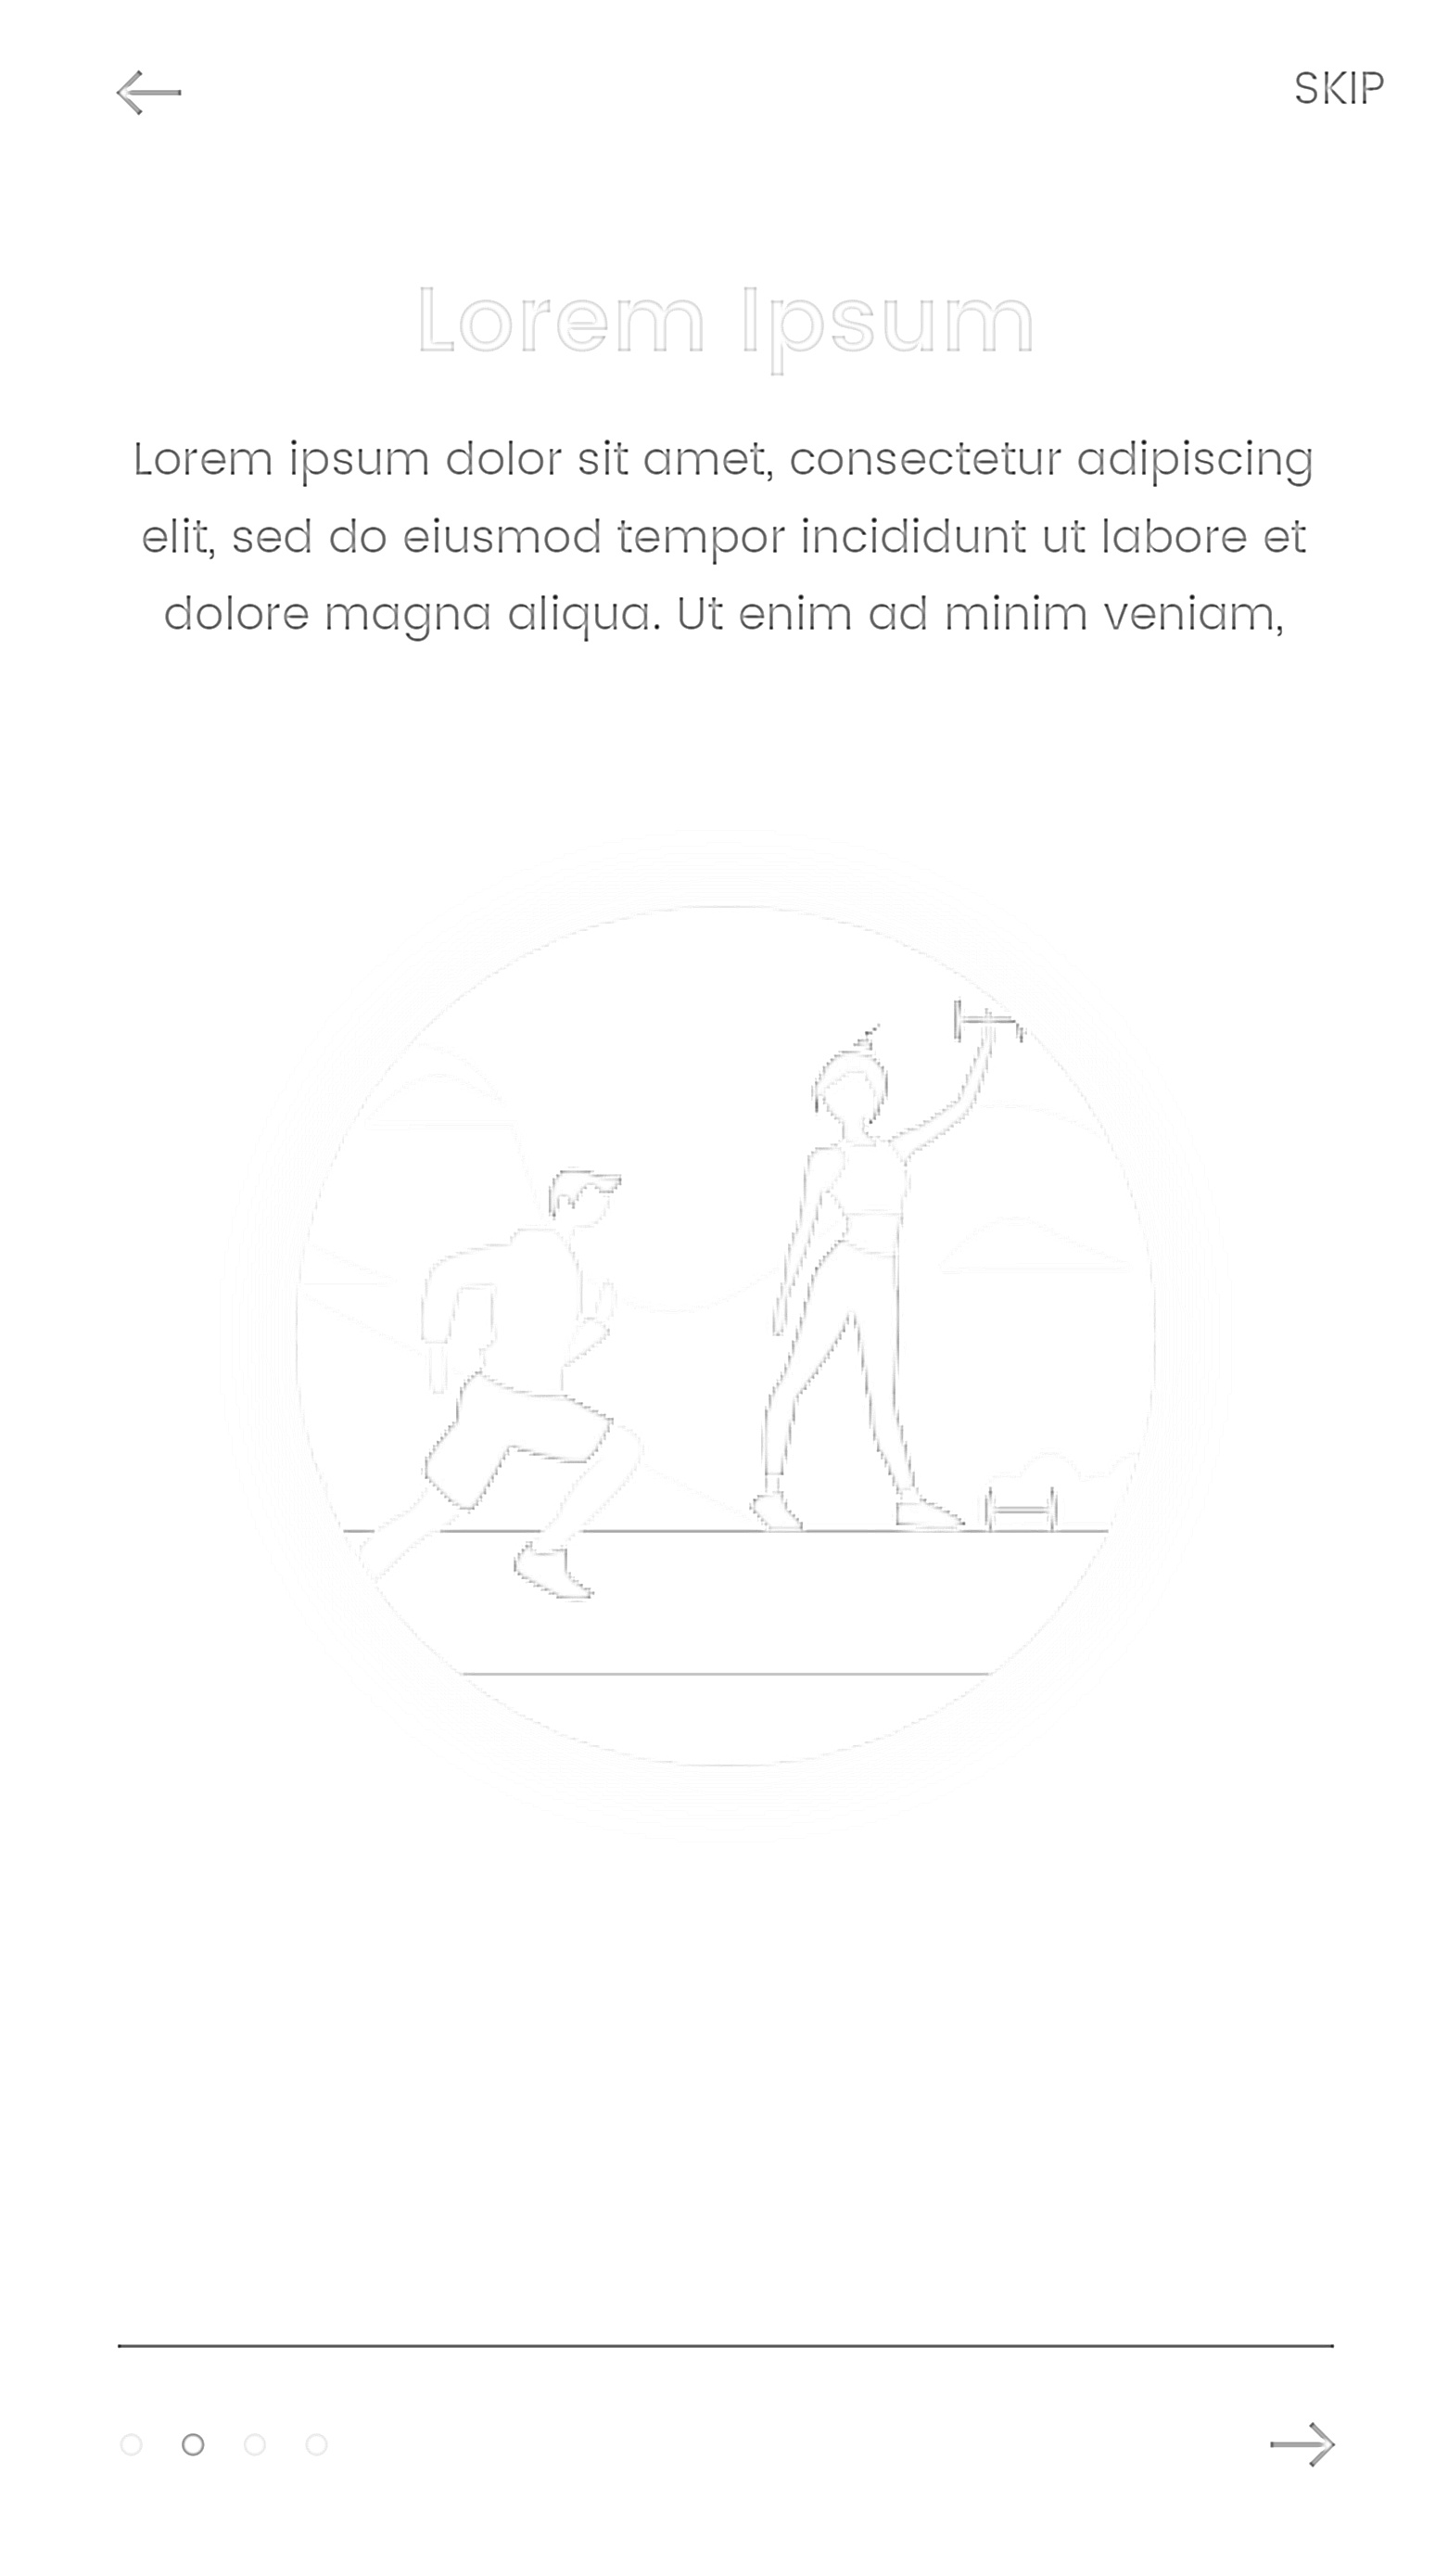 SKIP
Lorem Ipsum
Lorem ipsum dolor sit amet, consectetur adipiscing
elit, sed do eiusmod tempor incididunt ut labore et
dolore magna aliqua. Ut enim ad minim veniam,